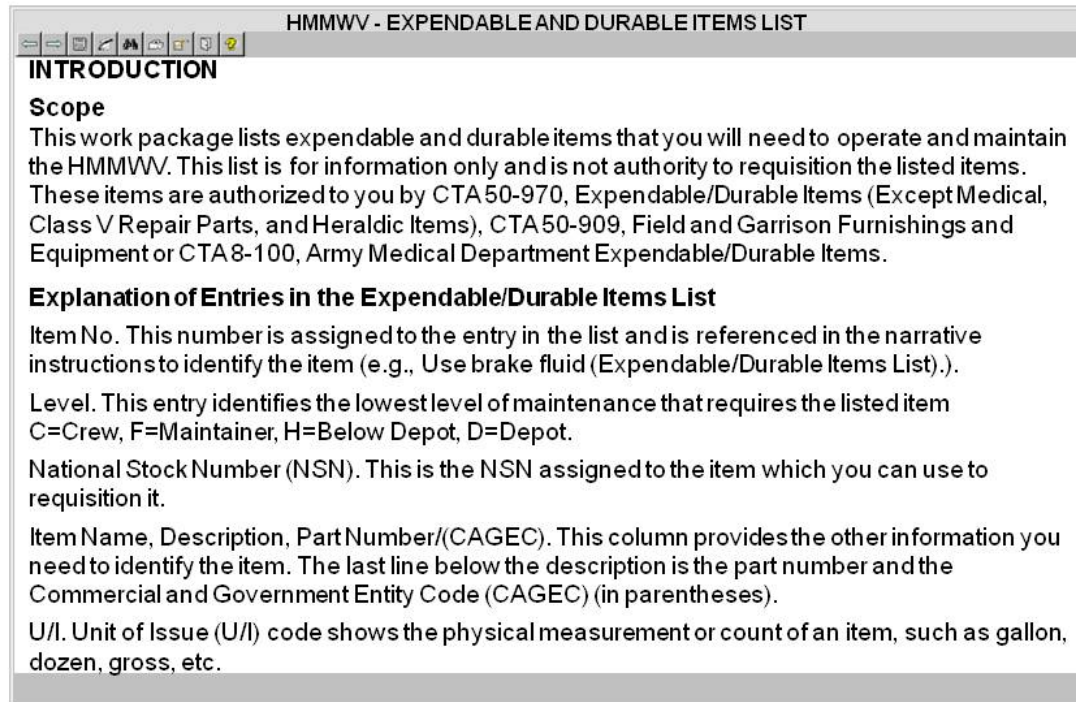 HMMWV - EXPENDABLE AND DURABLE ITEMS LIST
INTRODUCTION
Scope
This work package lists expendable and durable items that you will need to operate and maintain
the HMMWV. This list is for information only and is not authority to requisition the listed items.
These items are authorized to you by CTA 50-970, Expendable/Durable Items (Except Medical,
Class V Repair Parts, and Heraldic Items), CTA 50-909, Field and Garrison Furnishings and
Equipment or CTA 8-100, Army Medical Department Expendable/Durable Items.
Explanation of Entries in the Expendable/Durable Items List
Item No. This number is assigned to the entry in the list and is referenced in the narrative
instructions to identify the item (e.g., Use brake fluid (Expendable/Durable Items List).).
Level. This entry identifies the lowest level of maintenance that requires the listed item
C=Crew, F=Maintainer, H=Below Depot, D=Depot.
National Stock Number (NSN). This is the NSN assigned to the item which you can use to
requisition it.
Item Name, Description, Part Number/(CAGEC). This column provides the other information you
need to identify the item. The last line below the description is the part number and the
Commercial and Government Entity Code (CAGEC) (in parentheses).
U/I. Unit of Issue (U/I) code shows the physical measurement or count of an item, such as gallon,
dozen, gross, etc.